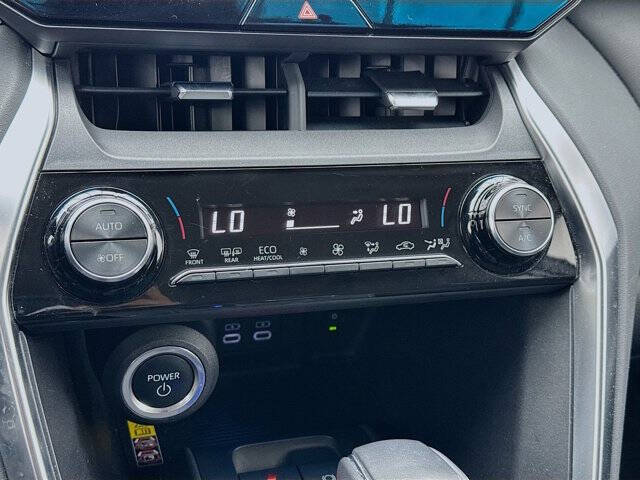 AUTO
OFF
LO
LO
SYNC
A/C
FRONT
REAR
ECO
HEAT/COOL
POWER